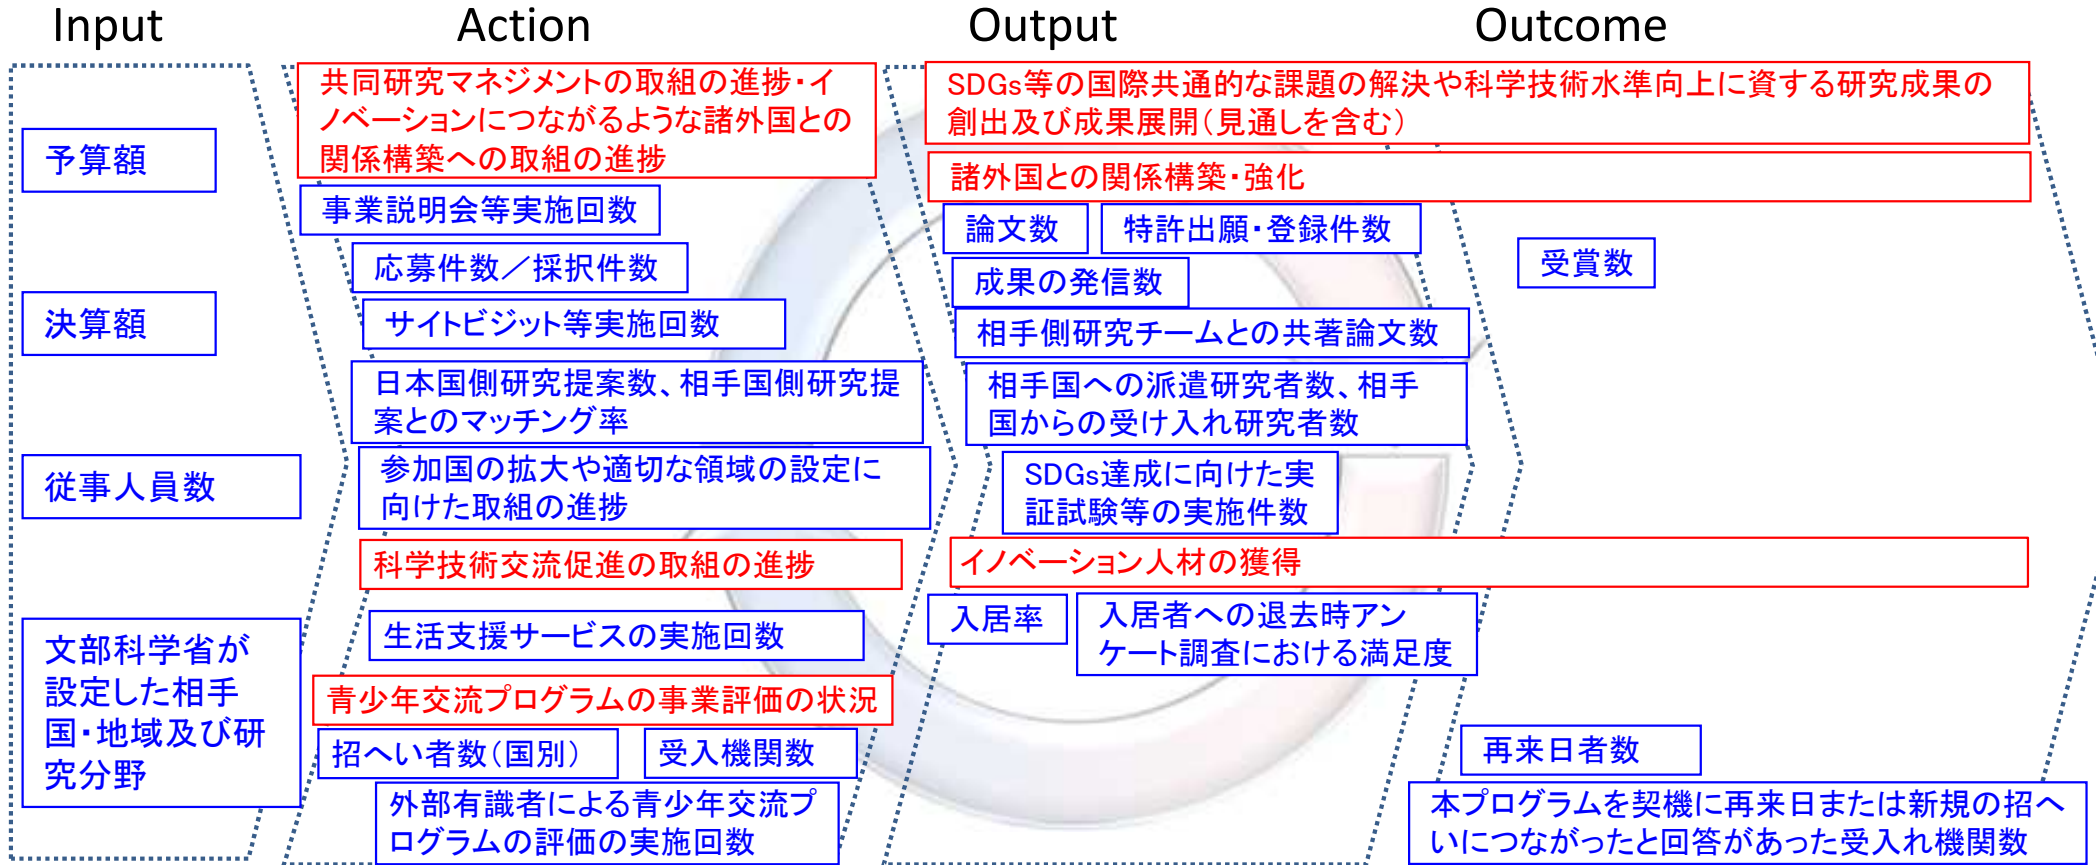 Input
Action
Output
Outcome
予算額
決算額
従事人員数
文部科学省が
設定した相手
国・地域及び研
究分野
共同研究マネジメントの取組の進捗・イ
ノベーションにつながるような諸外国との
関係構築への取組の進捗
事業説明会等実施回数
応募件数／採択件数
サイトビジット等実施回数
日本国側研究提案数、相手国側研究提
案とのマッチング率
参加国の拡大や適切な領域の設定に
向けた取組の進捗
科学技術交流促進の取組の進捗
生活支援サービスの実施回数
青少年交流プログラムの事業評価の状況
招へい者数（国別）
受入機関数
外部有識者による青少年交流プ
ログラムの評価の実施回数
SDGs等の国際共通的な課題の解決や科学技術水準向上に資する研究成果の
創出及び成果展開（見通しを含む）
諸外国との関係構築・強化
論文数
特許出願・登録件数
成果の発信数
相手側研究チームとの共著論文数
相手国への派遣研究者数、相手
国からの受け入れ研究者数
SDGs達成に向けた実
証試験等の実施件数
イノベーション人材の獲得
入居率
入居者への退去時アン
ケート調査における満足度
受賞数
再来日者数
本プログラムを契機に再来日または新規の招へ
いにつながったと回答があった受入れ機関数